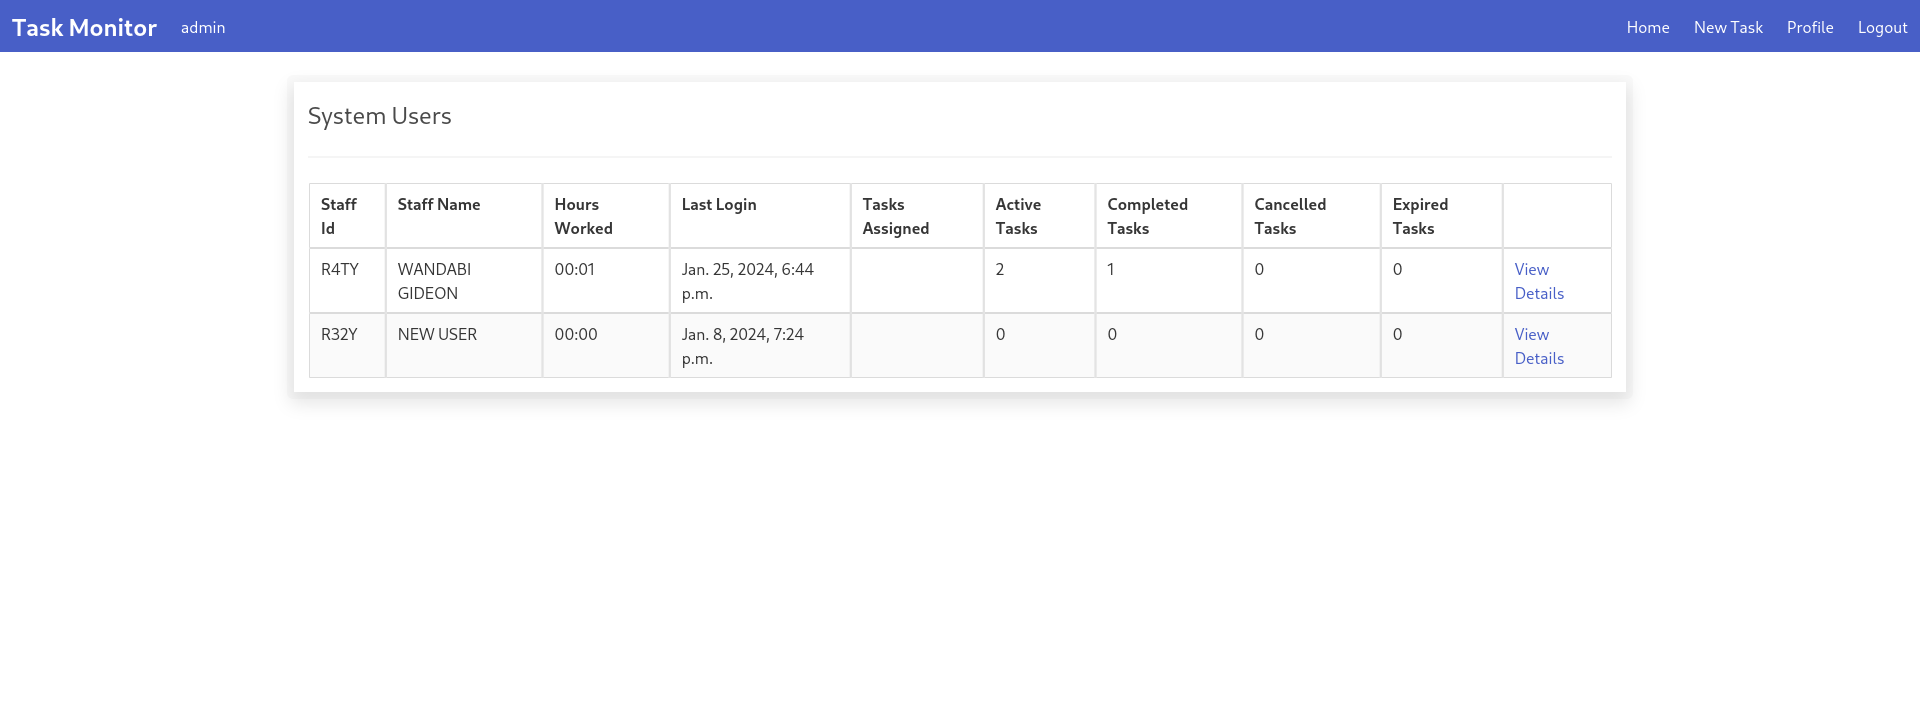 Task Monitor admin Home New Task Profile Logout
System Users
Staff Id Staff Name Hours Worked Last Login Tasks Assigned Active Tasks Completed Tasks Cancelled Tasks Expired Tasks
R4TY WANDABI GIDEON 00:01 Jan. 25, 2024, 6:44 p.m. 2 1 0 0 View Details
R32Y NEW USER 00:00 Jan. 8, 2024, 7:24 p.m. 0 0 0 0 View Details